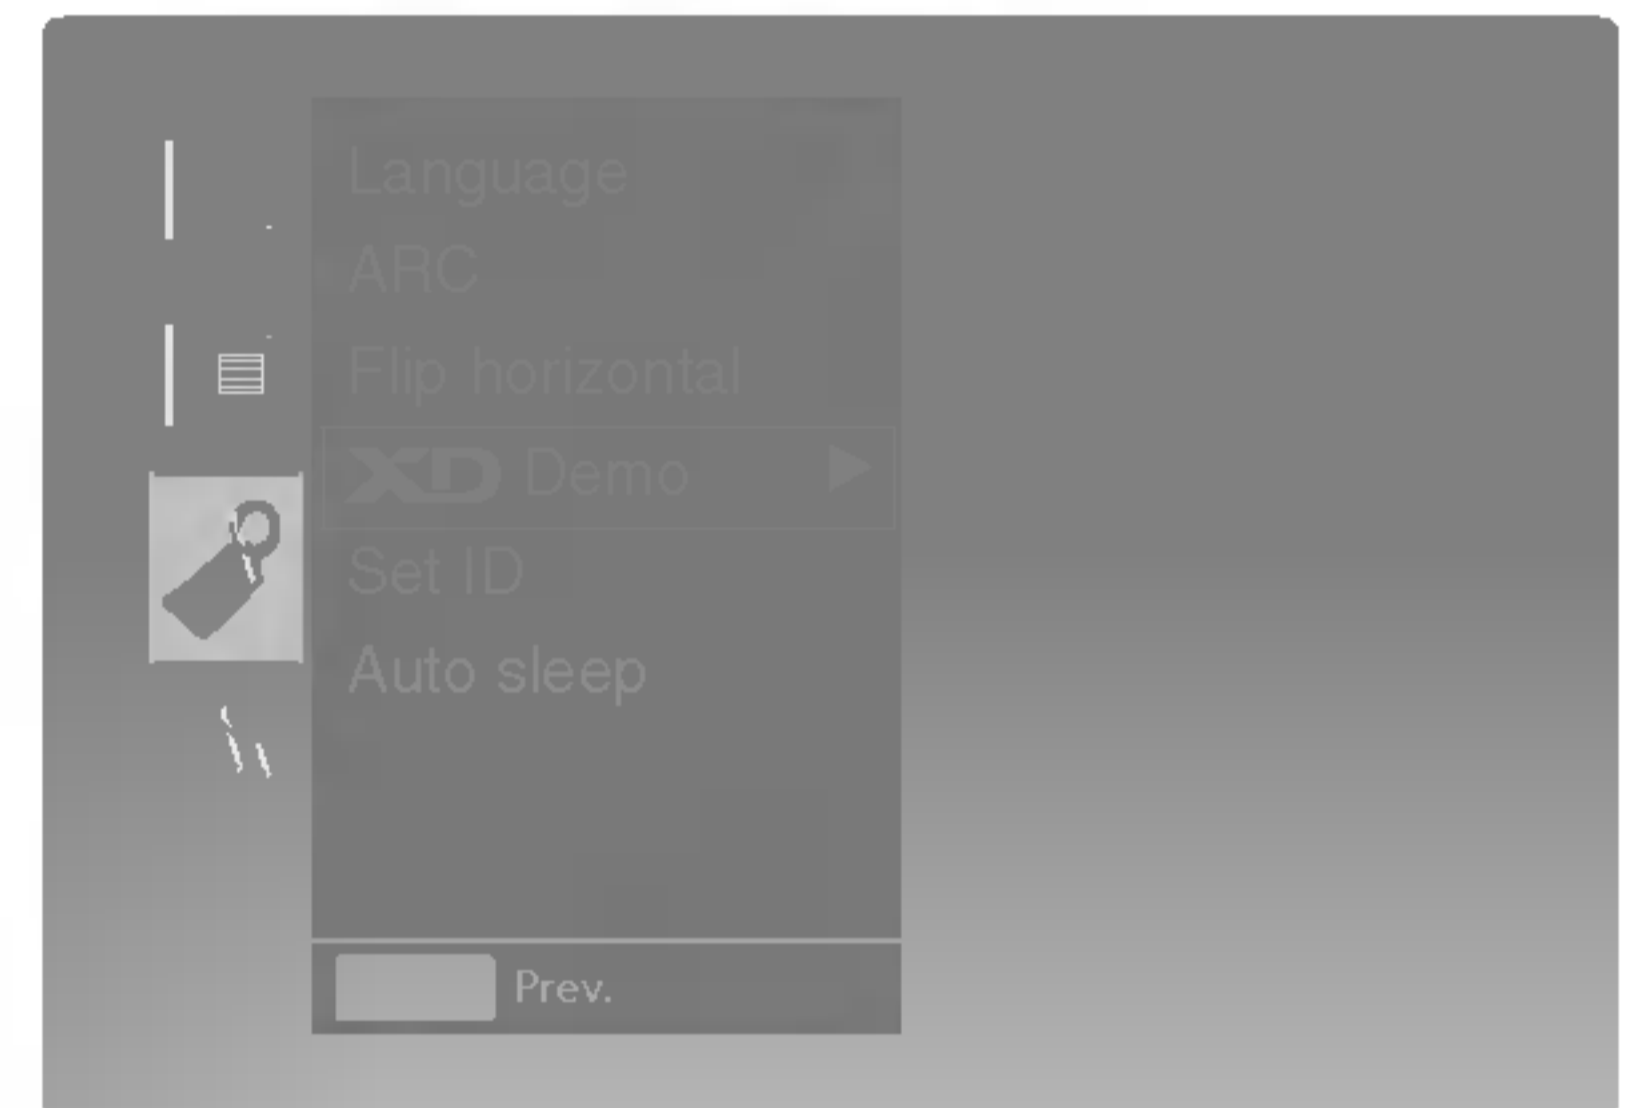 Language
ARC
Flip horizontal
XD Demo
Set ID
Auto sleep
Prev.